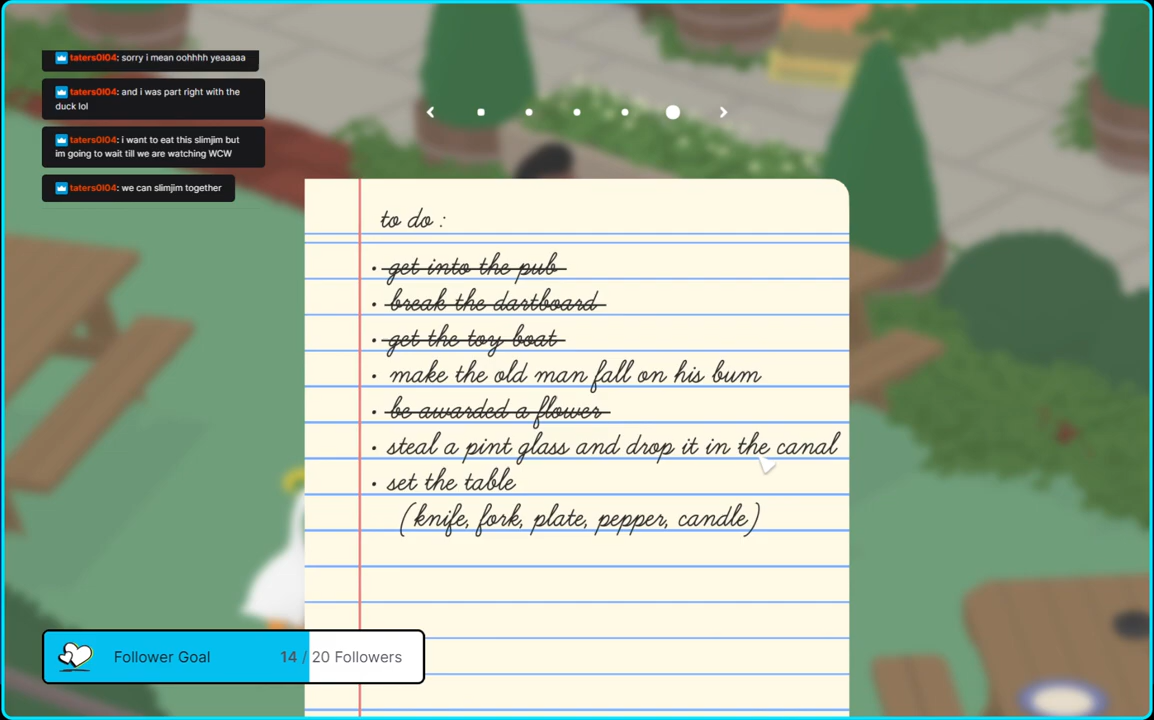 taters0104: sorry i mean oohhhh yeaaaaa
taters0104: and i was part right with the
duck lol
taters0104: i want to eat this slimjim but
im going to wait till we are watching WCW
taters0104: we can slimjim together
to do :
• get into the pub
• break the dartboard
• get the toy boat
• make the old man fall on his bum
• be awarded a flower
• steal a pint glass and drop it in the canal
• set the table
(knife, fork, plate, pepper, candle)
Follower Goal 14 / 20 Followers